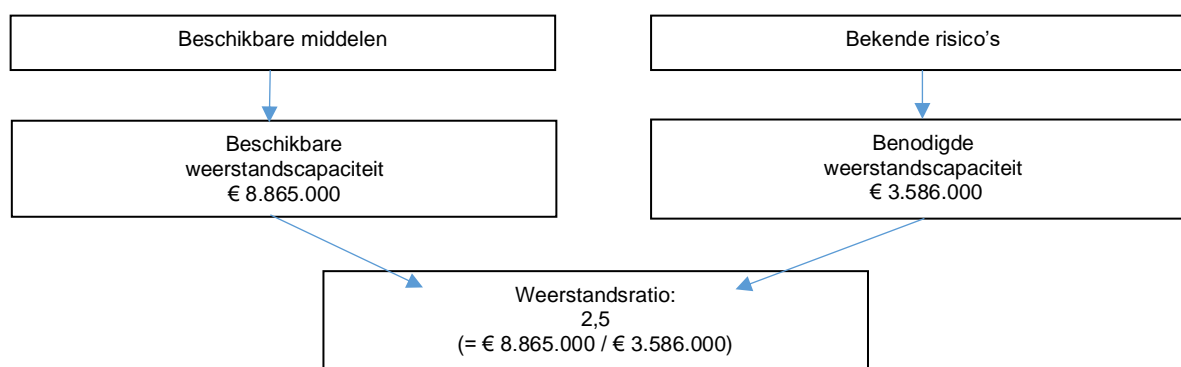 Beschikbare middelen
Bekende risico’s
Beschikbare
weerstandscapaciteit
€ 8.865.000
Benodigde
weerstandscapaciteit
€ 3.586.000
Weerstandsratio:
2,5
(= € 8.865.000 / € 3.586.000)